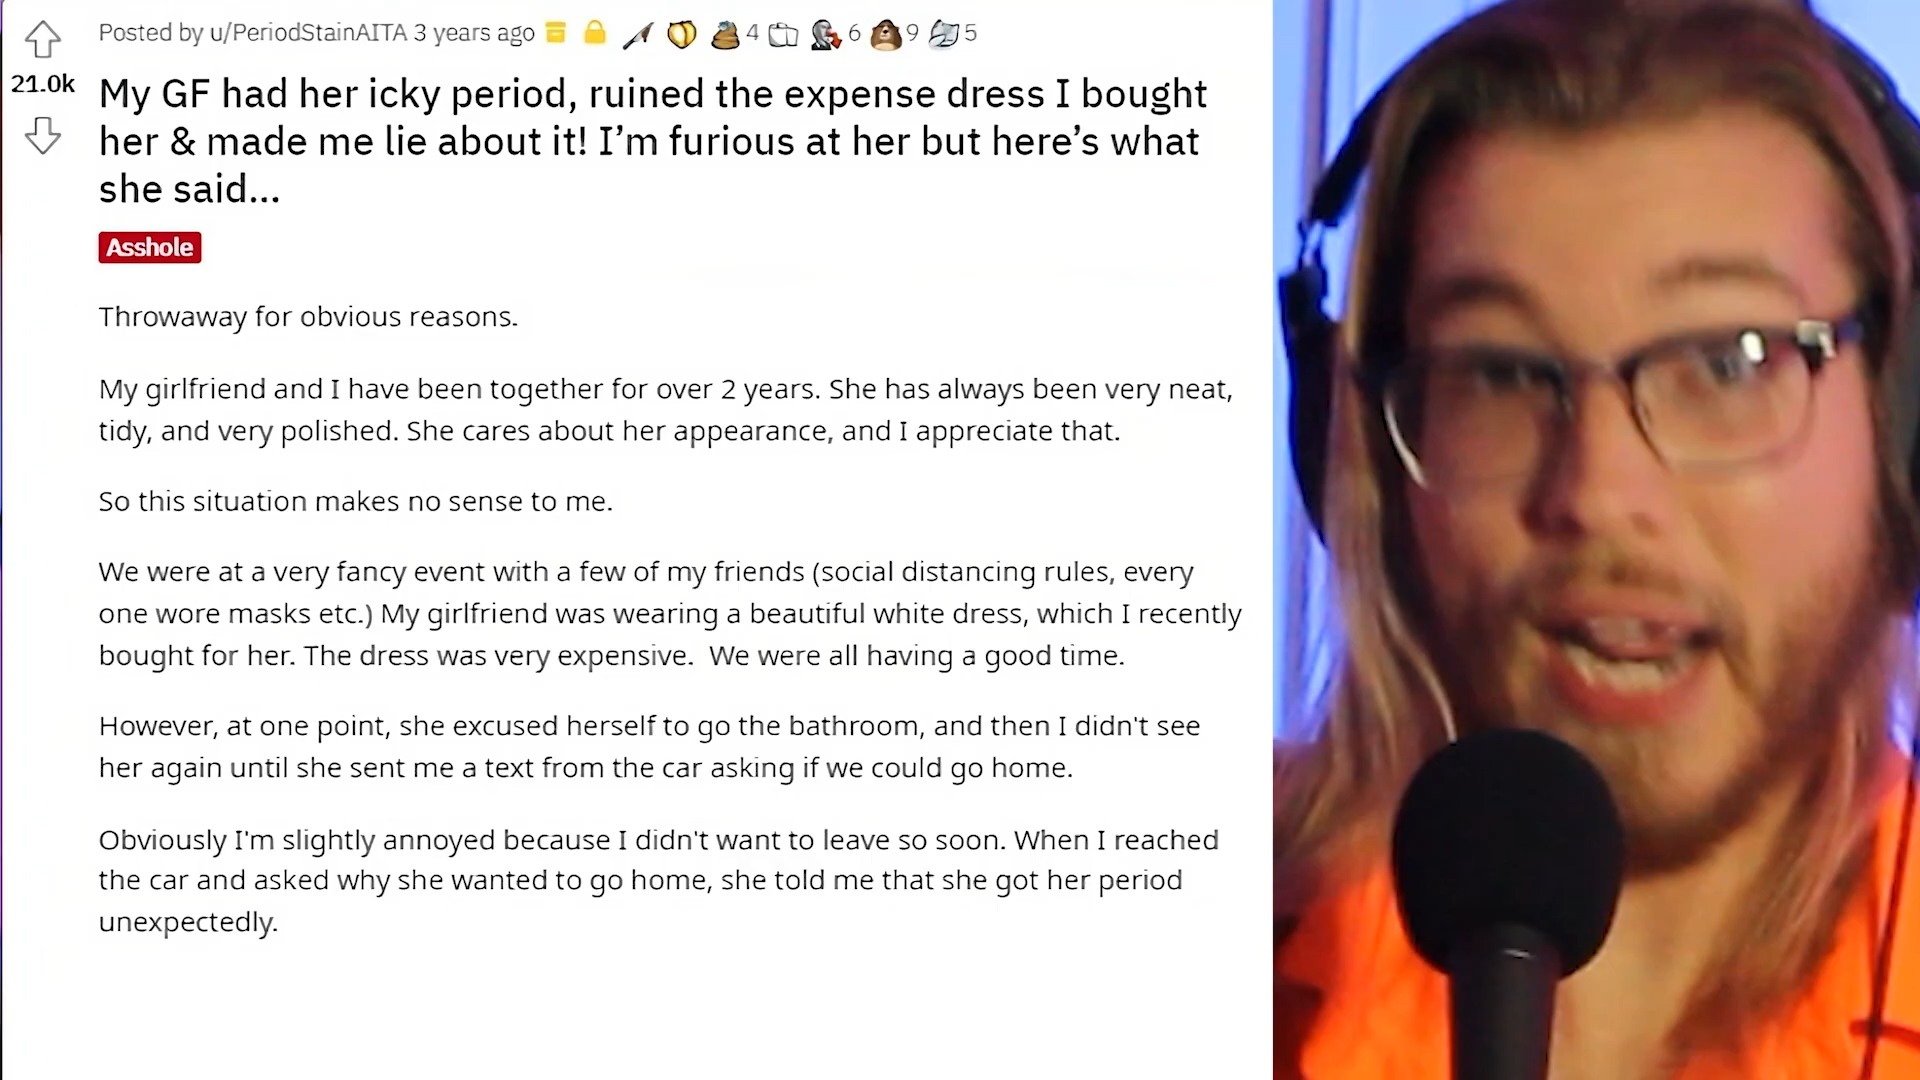 Posted by u/PeriodStainAITA 3 years ago 4 6 9 5
21.0k
My GF had her icky period, ruined the expense dress I bought
her & made me lie about it! I’m furious at her but here’s what
she said...
Asshole
Throwaway for obvious reasons.
My girlfriend and I have been together for over 2 years. She has always been very neat,
tidy, and very polished. She cares about her appearance, and I appreciate that.
So this situation makes no sense to me.
We were at a very fancy event with a few of my friends (social distancing rules, every
one wore masks etc.) My girlfriend was wearing a beautiful white dress, which I recently
bought for her. The dress was very expensive.  We were all having a good time.
However, at one point, she excused herself to go the bathroom, and then I didn't see
her again until she sent me a text from the car asking if we could go home.
Obviously I'm slightly annoyed because I didn't want to leave so soon. When I reached
the car and asked why she wanted to go home, she told me that she got her period
unexpectedly.